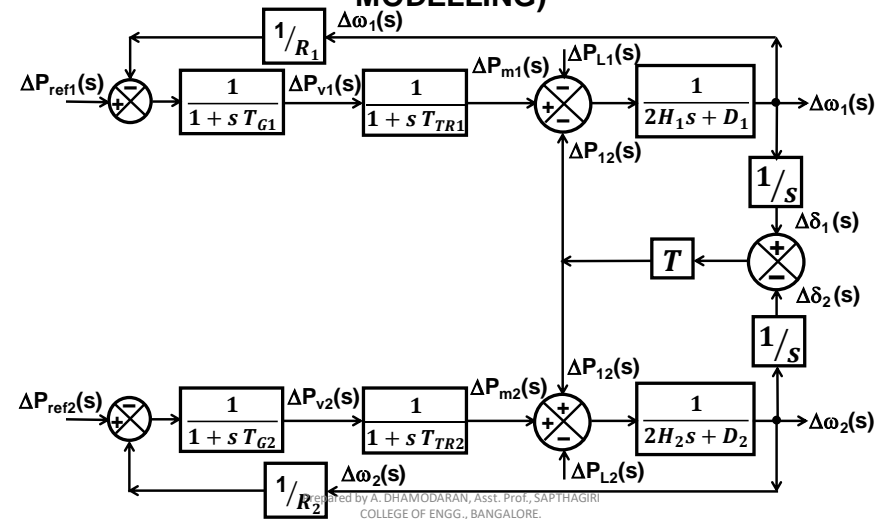 MODELLING)
1/R1
Δω1(s)
ΔPref1(s)
1 / (1 + s TG1)
ΔPv1(s)
1 / (1 + s TTR1)
ΔPm1(s)
ΔPL1(s)
1 / (2H1s + D1)
Δω1(s)
ΔP12(s)
1/s
Δδ1(s)
T
Δδ2(s)
1/s
ΔP12(s)
ΔPref2(s)
1 / (1 + s TG2)
ΔPv2(s)
1 / (1 + s TTR2)
ΔPm2(s)
1 / (2H2s + D2)
Δω2(s)
ΔPL2(s)
1/R2
Δω2(s)
Prepared by A. DHAMODARAN, Asst. Prof., SAPTHAGIRI
COLLEGE OF ENGG., BANGALORE.